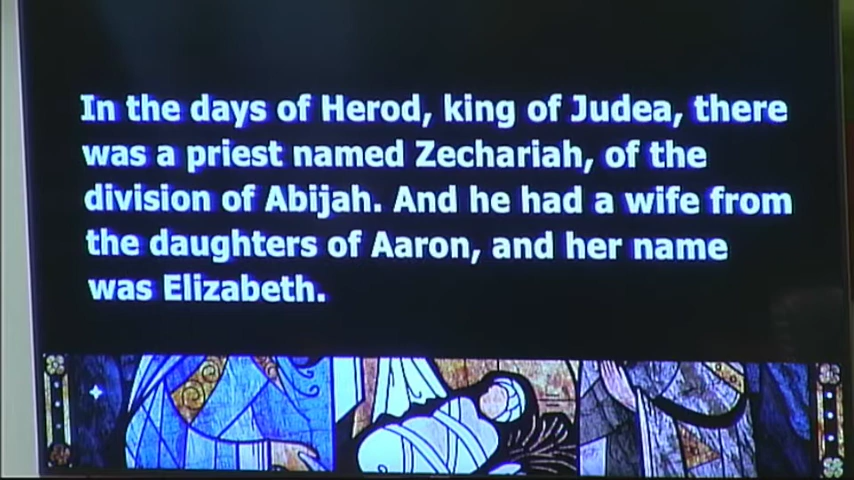 In the days of Herod, king of Judea, there
was a priest named Zechariah, of the
division of Abijah. And he had a wife from
the daughters of Aaron, and her name
was Elizabeth.